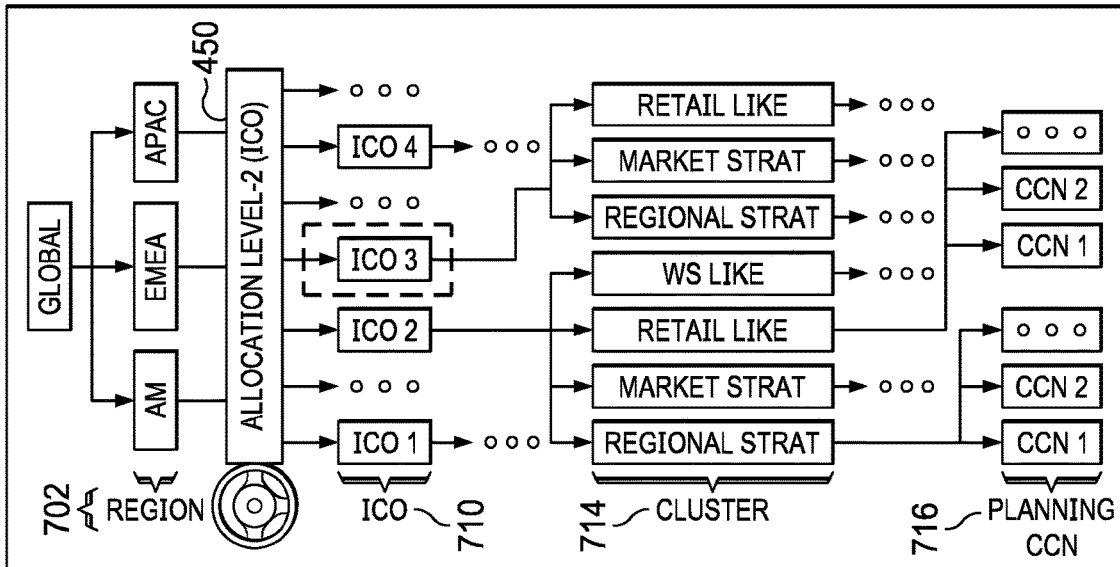 GLOBAL
AM
EMEA
APAC
702
REGION
450
ALLOCATION LEVEL-2 (ICO)
ICO 1
ICO 2
ICO 3
ICO 4
ICO
710
REGIONAL STRAT
MARKET STRAT
RETAIL LIKE
WS LIKE
REGIONAL STRAT
MARKET STRAT
RETAIL LIKE
714
CLUSTER
CCN 1
CCN 2
CCN 1
CCN 2
716
PLANNING
CCN